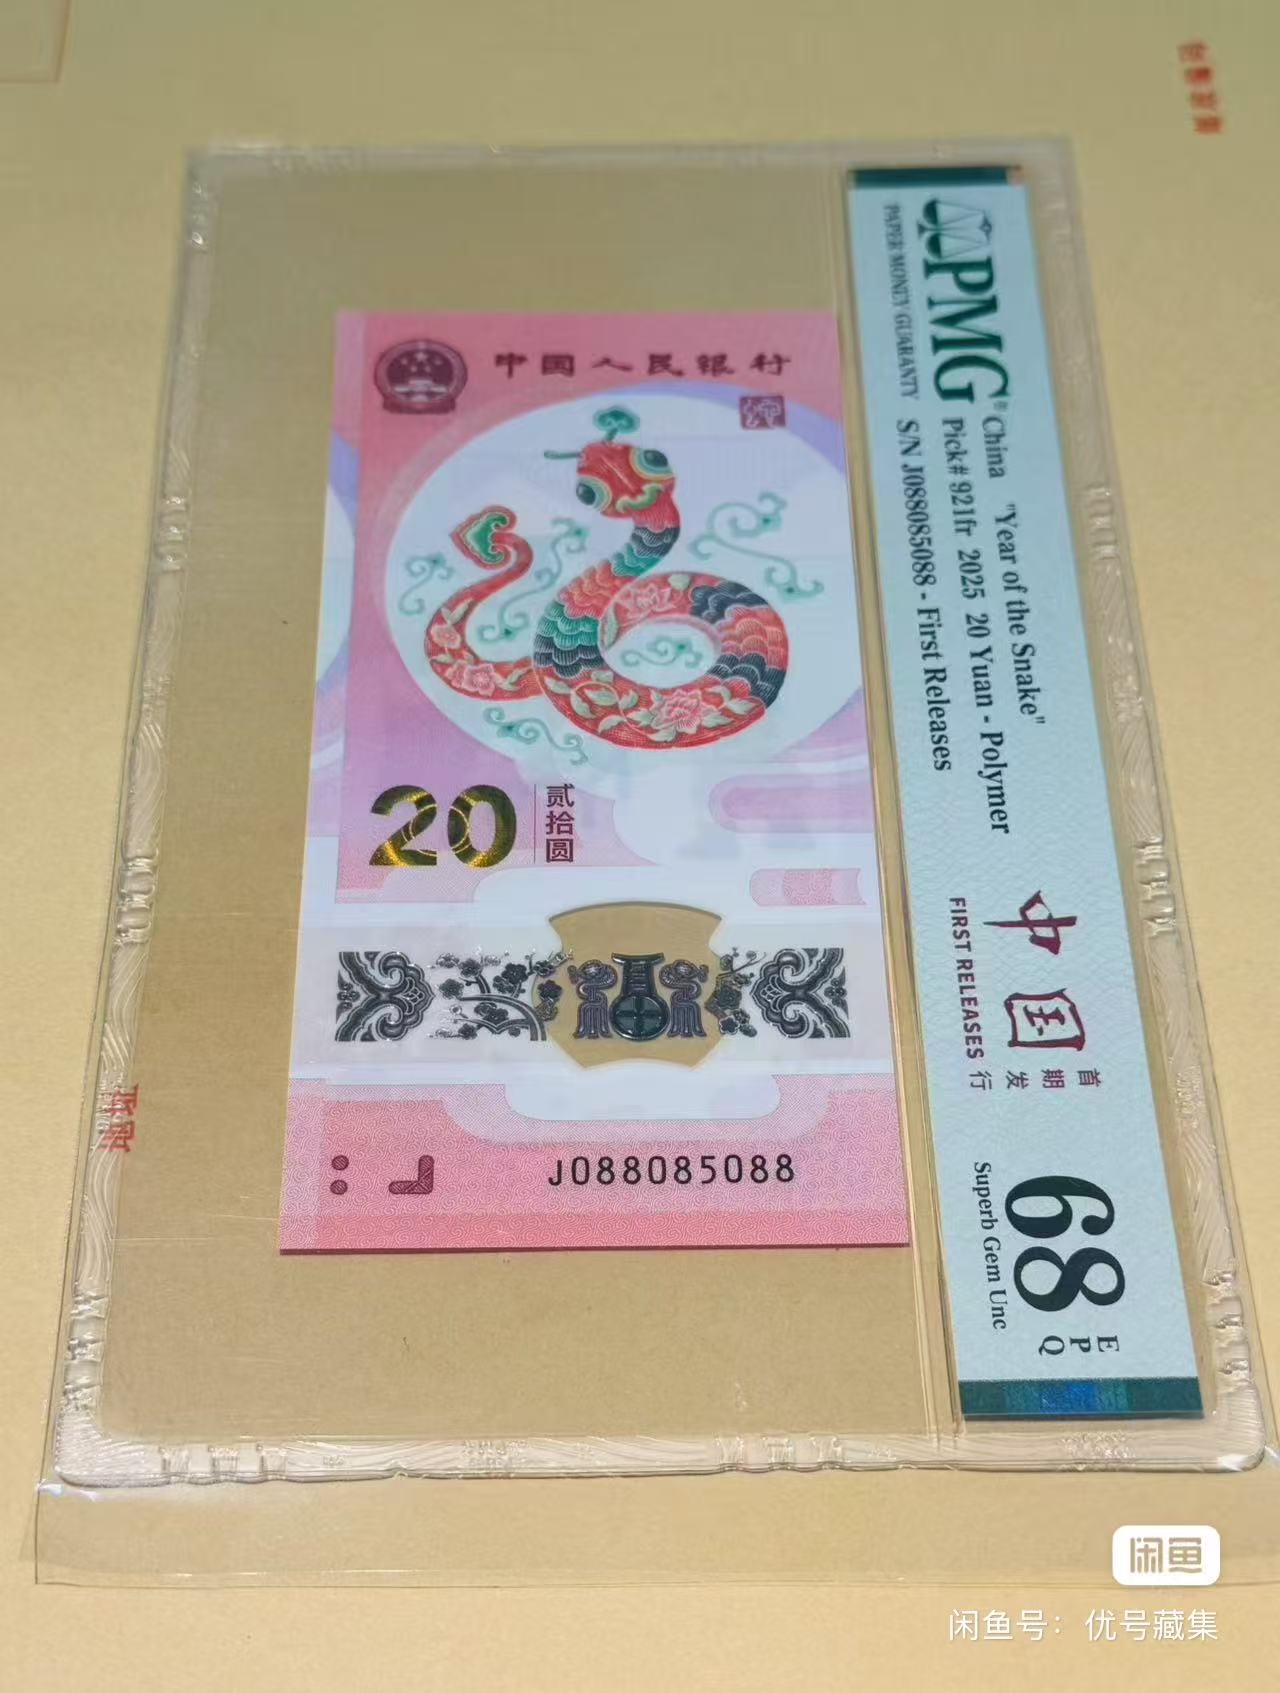 中国人民银行
20
贰拾圆
J088085088
PMG®
PAPER MONEY GUARANTY
China "Year of the Snake"
Pick# 921fr 2025 20 Yuan - Polymer
S/N J088085088 - First Releases
中国
首期发行
FIRST RELEASES
68
EPQ
Superb Gem Unc
闲鱼
闲鱼号：优号藏集